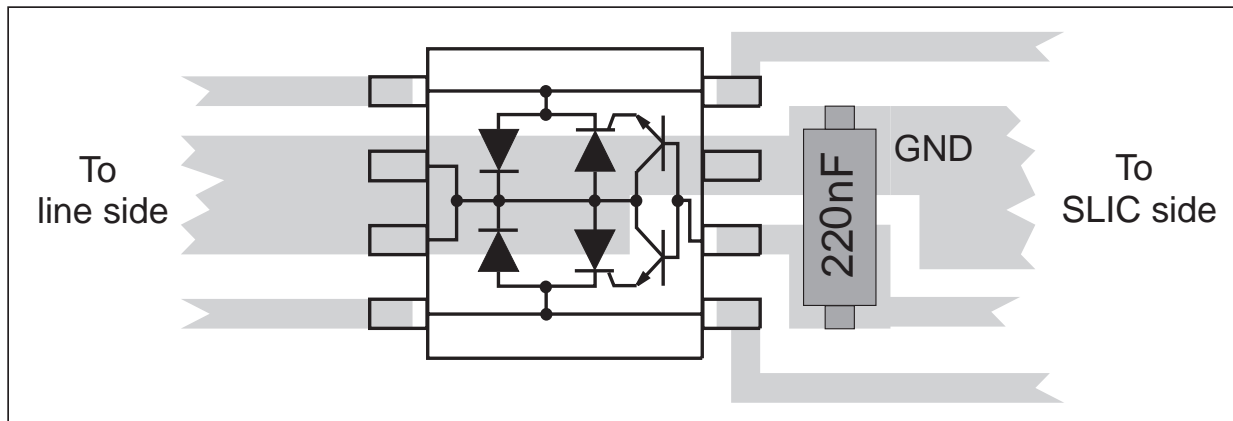 To
line side
220nF
GND
To
SLIC side